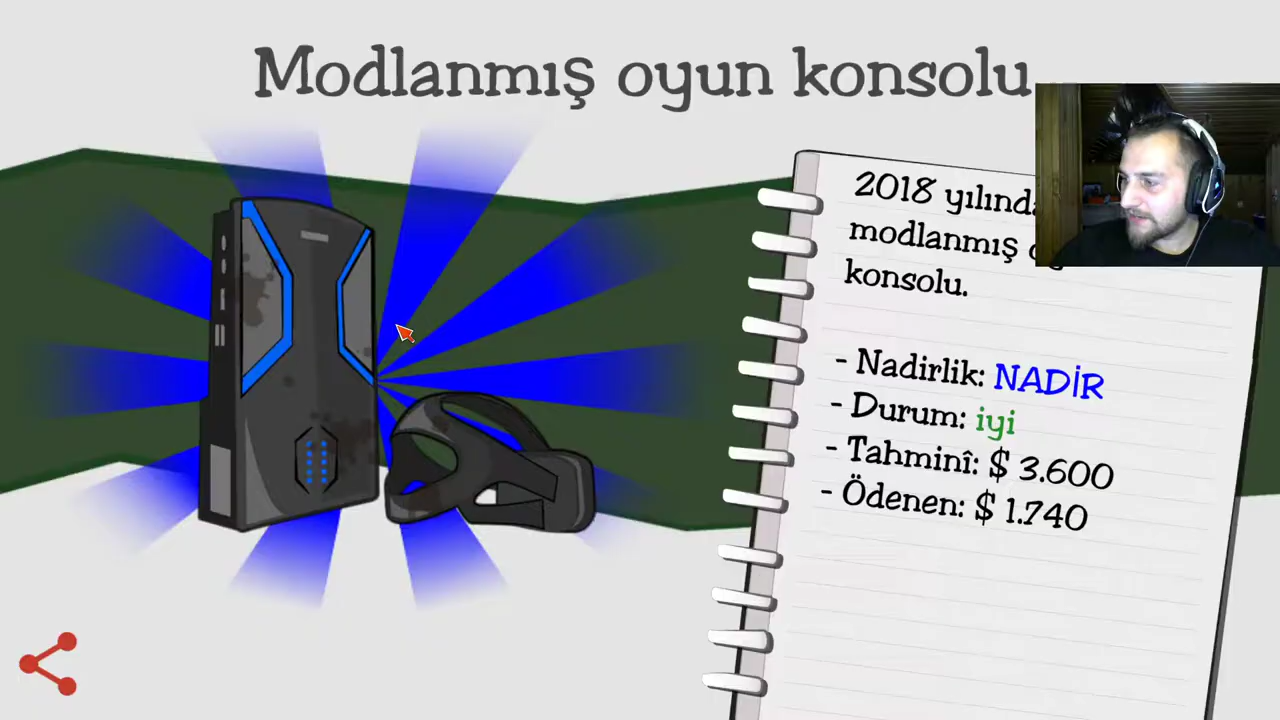 Modlanmış oyun konsolu
2018 yılında
modlanmış
konsolu.
- Nadirlik: NADİR
- Durum: iyi
- Tahminî: $ 3.600
- Ödenen: $ 1.740